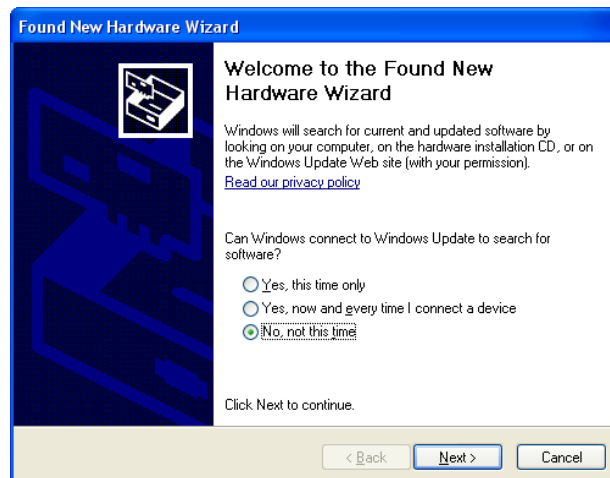 Found New Hardware Wizard
Welcome to the Found New
Hardware Wizard
Windows will search for current and updated software by
looking on your computer, on the hardware installation CD, or on
the Windows Update Web site (with your permission).
Read our privacy policy
Can Windows connect to Windows Update to search for
software?
Yes, this time only
Yes, now and every time I connect a device
No, not this time
Click Next to continue.
< Back
Next >
Cancel